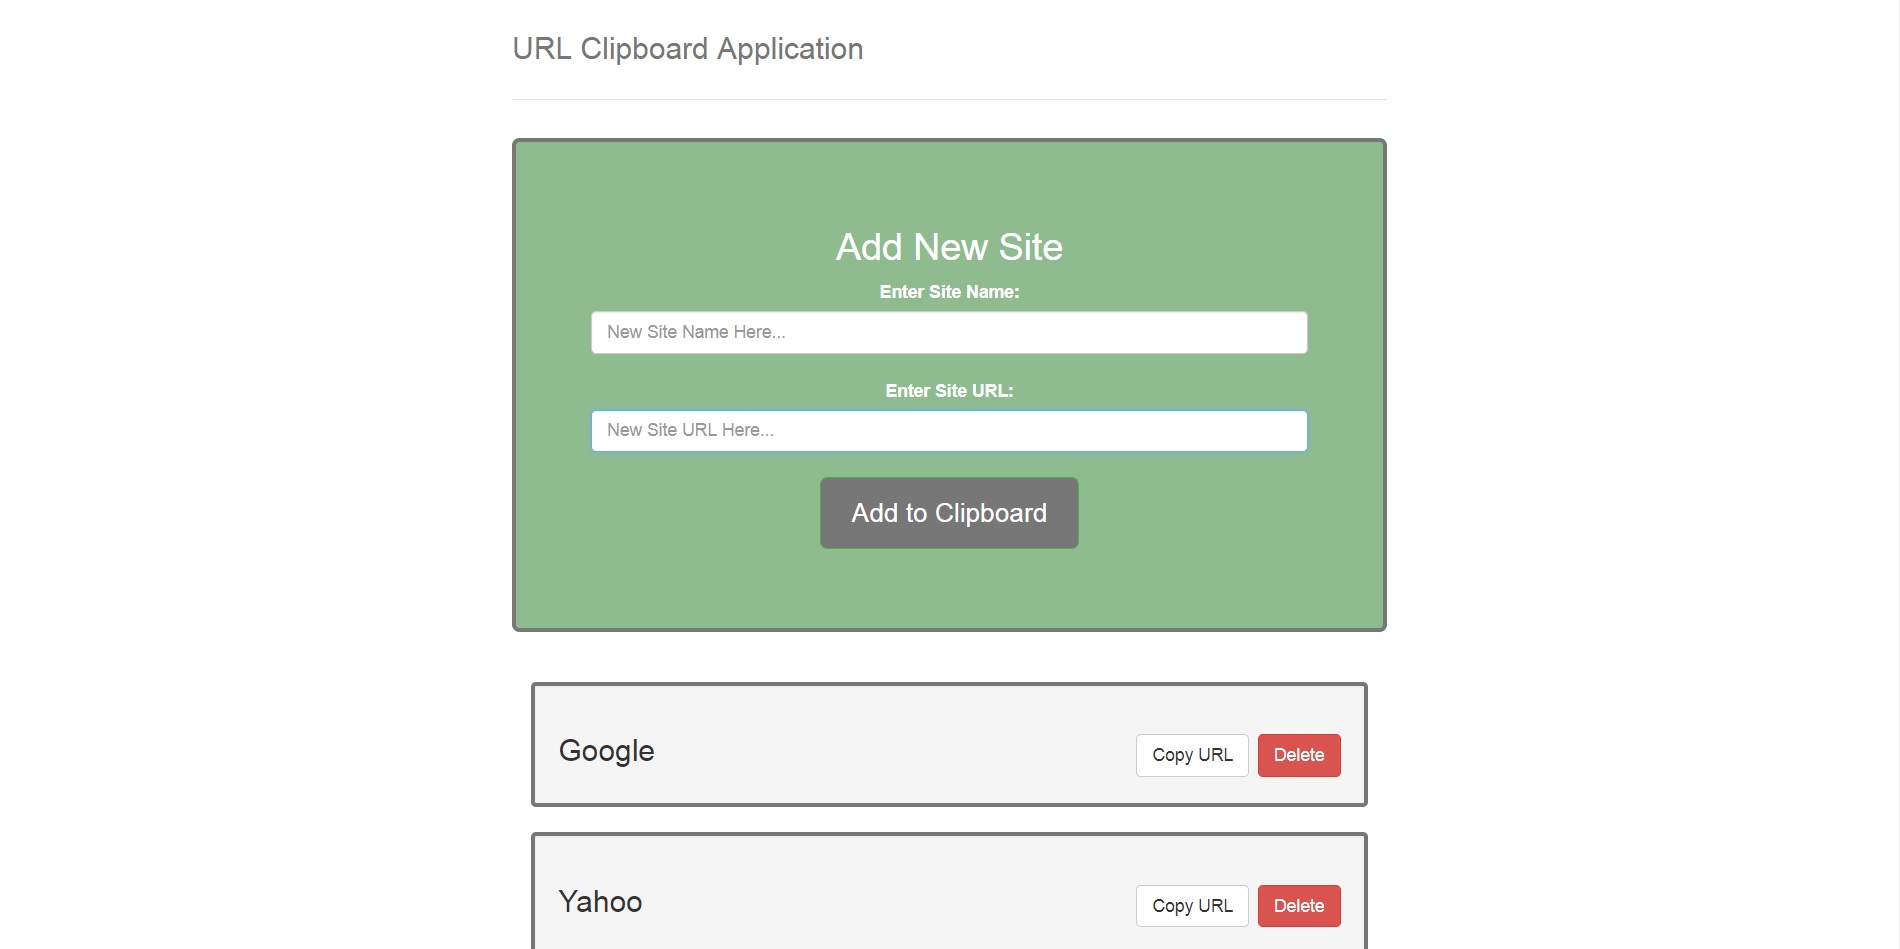 URL Clipboard Application
Add New Site
Enter Site Name:
New Site Name Here...
Enter Site URL:
New Site URL Here...
Add to Clipboard
Google
Copy URL
Delete
Yahoo
Copy URL
Delete